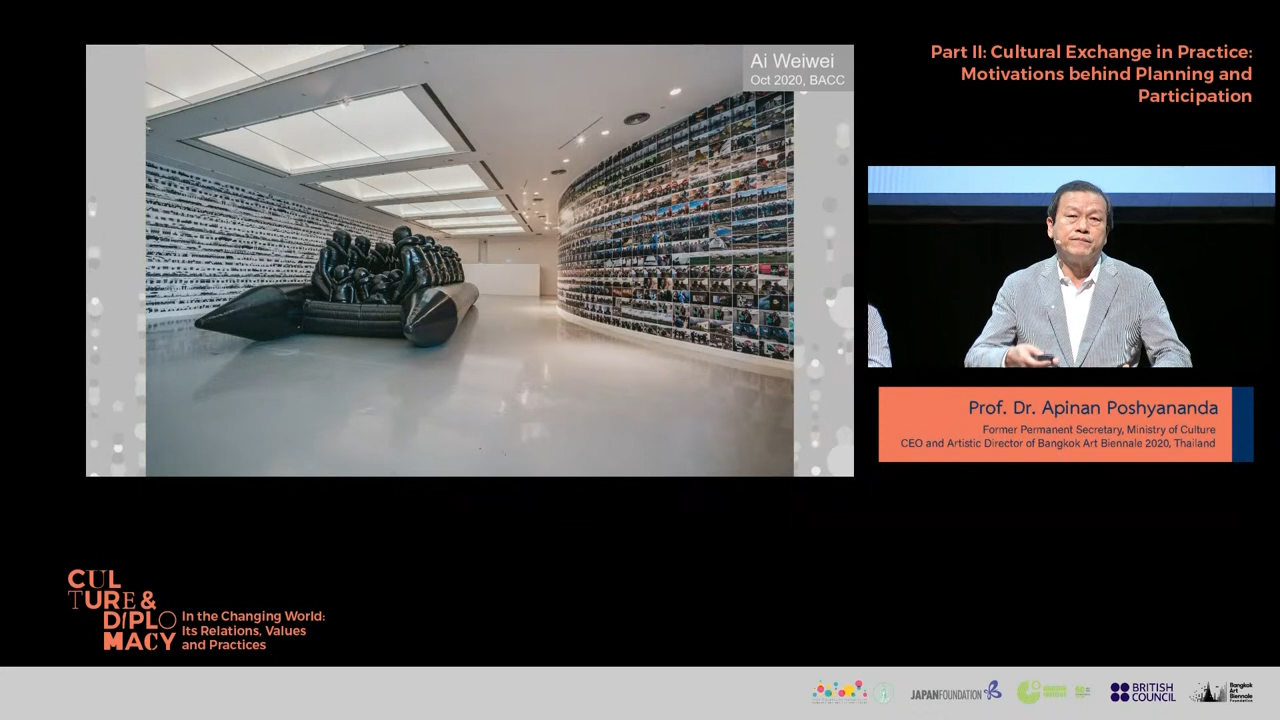 Ai Weiwei
Oct 2020, BACC
Part II: Cultural Exchange in Practice:
Motivations behind Planning and
Participation
Prof. Dr. Apinan Poshyananda
Former Permanent Secretary, Ministry of Culture
CEO and Artistic Director of Bangkok Art Biennale 2020, Thailand
CUL
TURE &
DIPLO
MACY
In the Changing World:
Its Relations, Values
and Practices
JAPANFOUNDATION
BRITISH
COUNCIL
Bangkok
Art
Biennale
Foundation